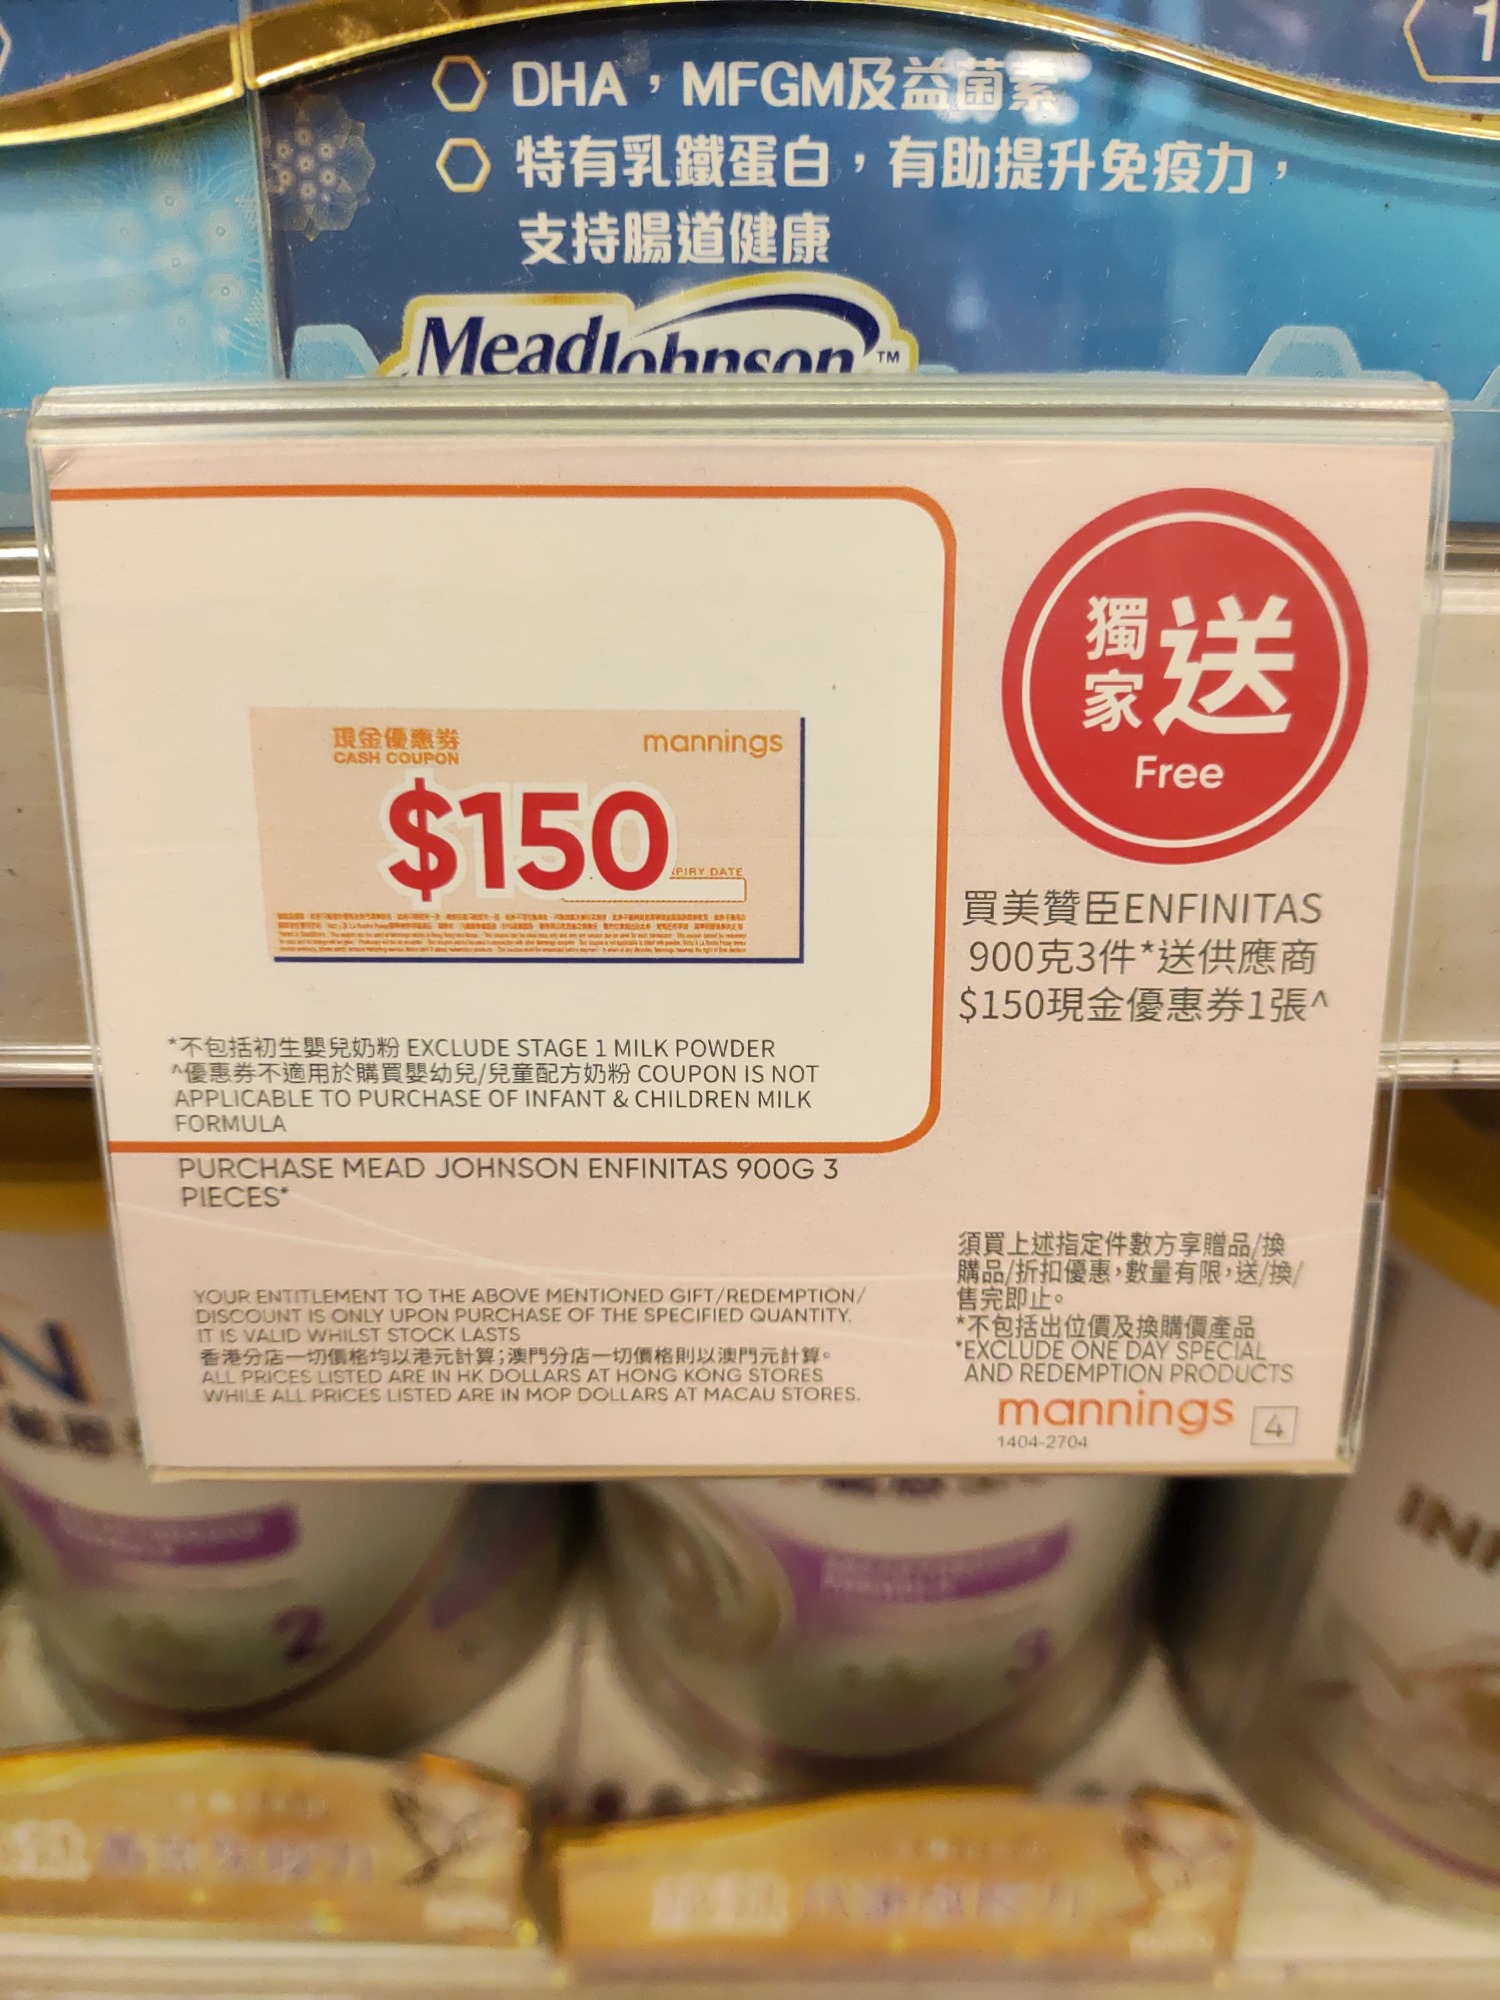 DHA，MFGM及益菌素
特有乳鐵蛋白，有助提升免疫力，
支持腸道健康
MeadJohnson™
獨家送
Free
現金優惠券
CASH COUPON
mannings
$150
PIRY DATE
買美贊臣ENFINITAS
900克3件*送供應商
$150現金優惠券1張^
*不包括初生嬰兒奶粉 EXCLUDE STAGE 1 MILK POWDER
^優惠券不適用於購買嬰幼兒/兒童配方奶粉 COUPON IS NOT
APPLICABLE TO PURCHASE OF INFANT & CHILDREN MILK
FORMULA
PURCHASE MEAD JOHNSON ENFINITAS 900G 3
PIECES*
YOUR ENTITLEMENT TO THE ABOVE MENTIONED GIFT/REDEMPTION/
DISCOUNT IS ONLY UPON PURCHASE OF THE SPECIFIED QUANTITY.
IT IS VALID WHILST STOCK LASTS
香港分店一切價格均以港元計算；澳門分店一切價格則以澳門元計算。
ALL PRICES LISTED ARE IN HK DOLLARS AT HONG KONG STORES
WHILE ALL PRICES LISTED ARE IN MOP DOLLARS AT MACAU STORES.
須買上述指定件數方享贈品/換
購品/折扣優惠，數量有限，送/換/
售完即止。
*不包括出位價及換購價產品
*EXCLUDE ONE DAY SPECIAL
AND REDEMPTION PRODUCTS
mannings 4
1404-2704
2
3